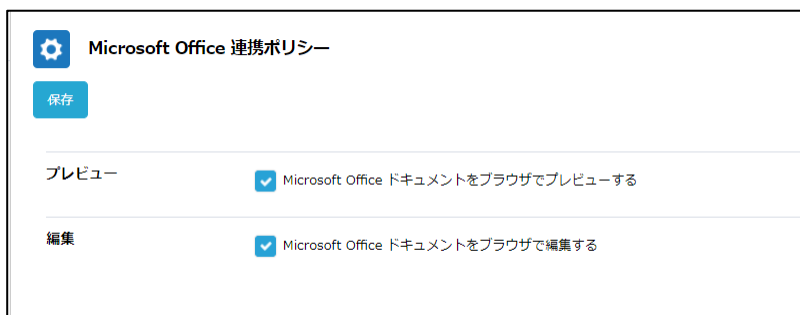 Microsoft Office 連携ポリシー
保存
プレビュー
Microsoft Office ドキュメントをブラウザでプレビューする
編集
Microsoft Office ドキュメントをブラウザで編集する